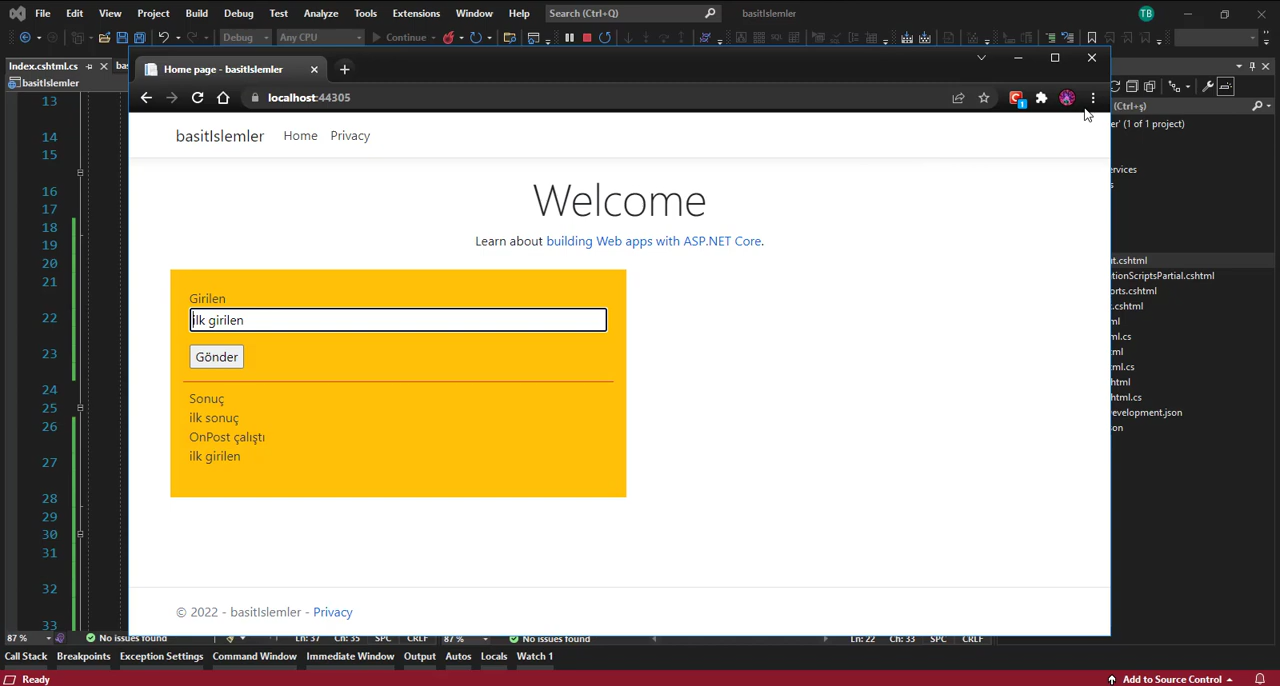 File Edit View Project Build Debug Test Analyze Tools Extensions Window Help Search (Ctrl+Q) basitIslemler TB
Debug Any CPU Continue
Index.cshtml.cs
basitIslemler
Home page - basitIslemler
localhost:44305
1
(Ctrl+ş)
(1 of 1 project)
basitIslemler Home Privacy
Welcome
Learn about building Web apps with ASP.NET Core.
Girilen
ilk girilen
Gönder
Sonuç
ilk sonuç
OnPost çalıştı
ilk girilen
© 2022 - basitIslemler - Privacy
13
14
15
16
17
18
19
20
21
22
23
24
25
26
27
28
29
30
31
32
33
ervices
t.cshtml
tionScriptsPartial.cshtml
orts.cshtml
t.cshtml
ml
ml.cs
ml
ml.cs
html
html.cs
evelopment.json
on
87 % No issues found Ln: 37 Ch: 35 SPC CRLF 87 % No issues found Ln: 22 Ch: 33 SPC CRLF
Call Stack Breakpoints Exception Settings Command Window Immediate Window Output Autos Locals Watch 1
Ready Add to Source Control